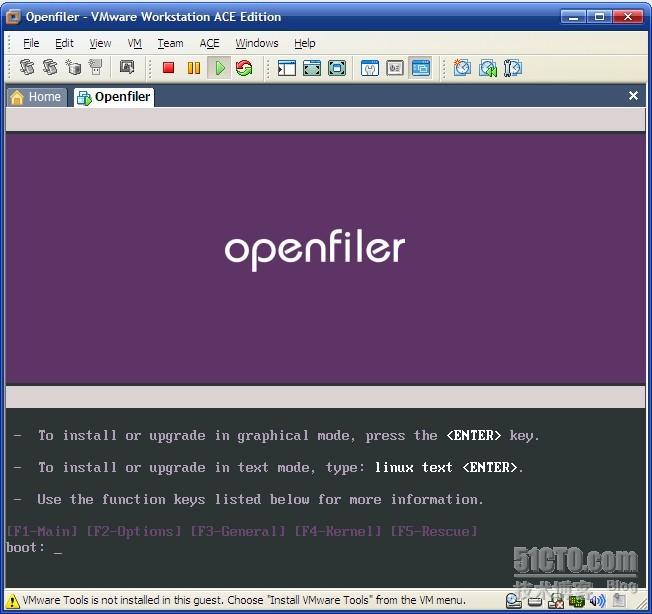 Openfiler - VMware Workstation ACE Edition
File Edit View VM Team ACE Windows Help
Home Openfiler
openfiler
- To install or upgrade in graphical mode, press the <ENTER> key.
- To install or upgrade in text mode, type: linux text <ENTER>.
- Use the function keys listed below for more information.
[F1-Main] [F2-Options] [F3-General] [F4-Kernel] [F5-Rescue]
boot: _
51CTO.com
技术博客 Blog
VMware Tools is not installed in this guest. Choose "Install VMware Tools" from the VM menu.